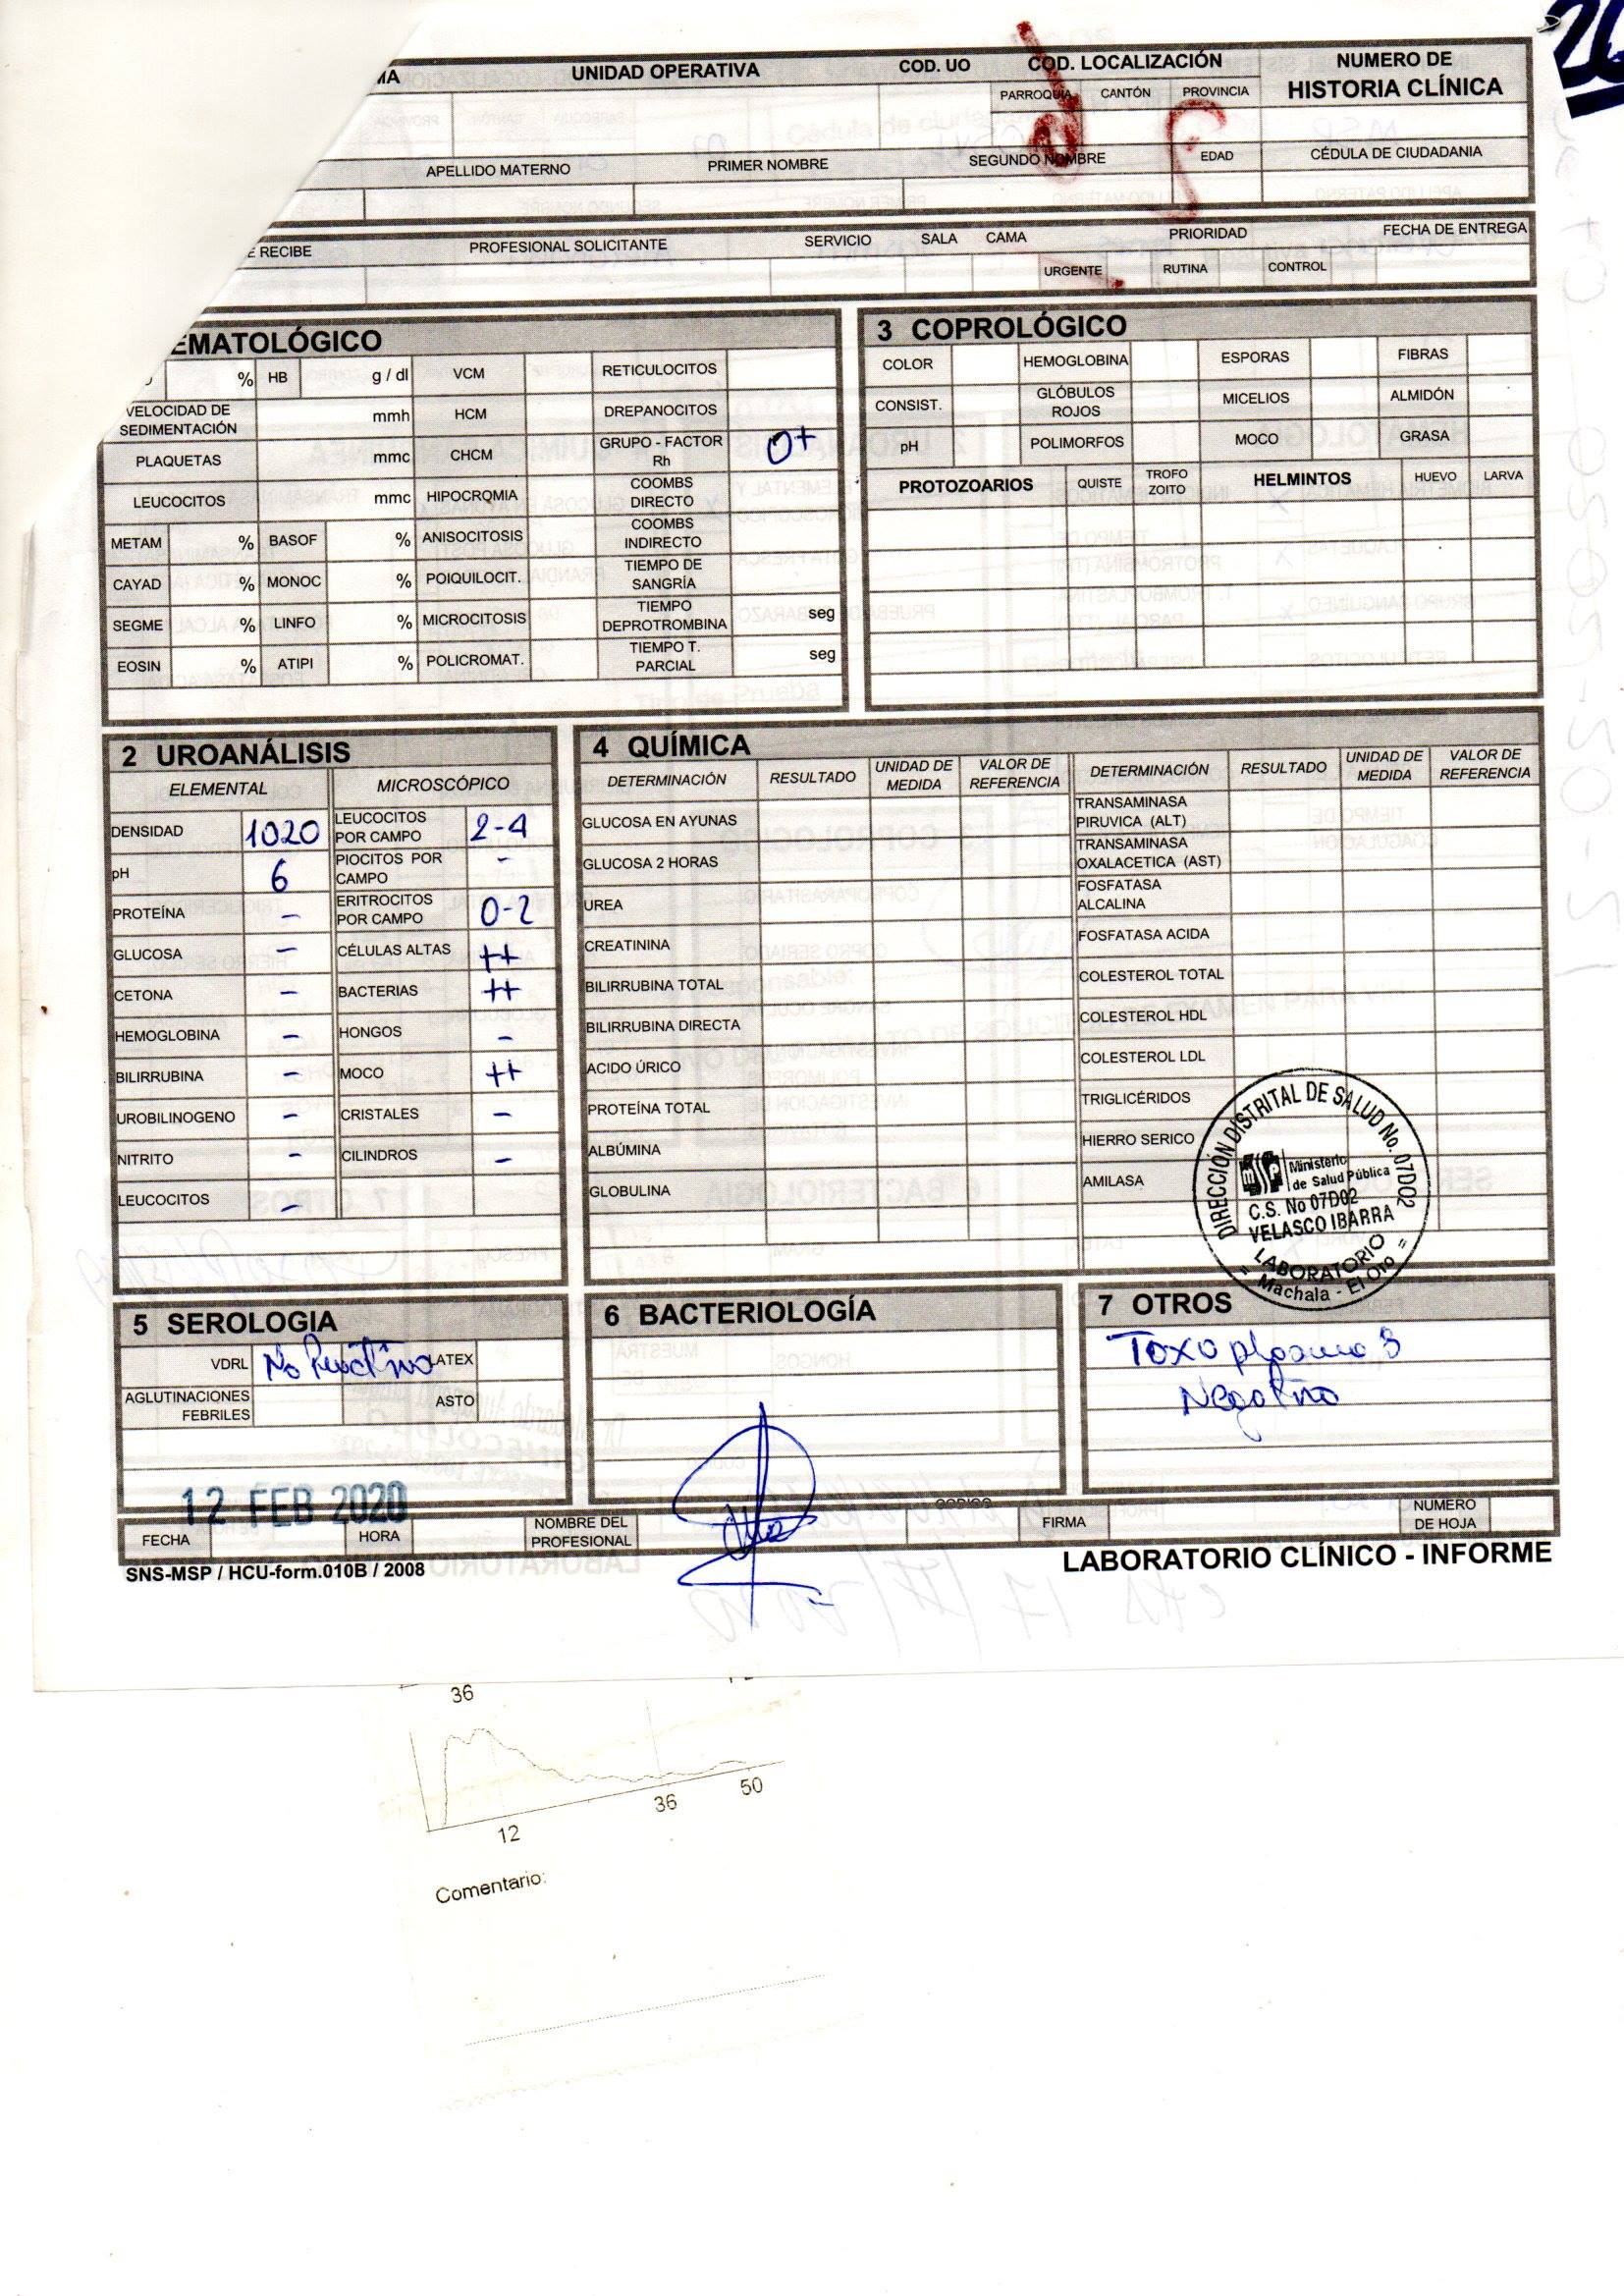 MA UNIDAD OPERATIVA COD. UO COD. LOCALIZACIÓN NUMERO DE HISTORIA CLÍNICA
PARROQUIA CANTÓN PROVINCIA
APELLIDO MATERNO PRIMER NOMBRE SEGUNDO NOMBRE EDAD CÉDULA DE CIUDADANIA
E RECIBE PROFESIONAL SOLICITANTE SERVICIO SALA CAMA PRIORIDAD FECHA DE ENTREGA
URGENTE RUTINA CONTROL
EMATOLÓGICO
% HB g / dl VCM RETICULOCITOS
VELOCIDAD DE SEDIMENTACIÓN mmh HCM DREPANOCITOS
PLAQUETAS mmc CHCM GRUPO - FACTOR Rh O+
LEUCOCITOS mmc HIPOCROMIA COOMBS DIRECTO
METAM % BASOF % ANISOCITOSIS COOMBS INDIRECTO
CAYAD % MONOC % POIQUILOCIT. TIEMPO DE SANGRÍA
SEGME % LINFO % MICROCITOSIS TIEMPO DEPROTROMBINA seg
EOSIN % ATIPI % POLICROMAT. TIEMPO T. PARCIAL seg
3 COPROLÓGICO
COLOR HEMOGLOBINA ESPORAS FIBRAS
CONSIST. GLÓBULOS ROJOS MICELIOS ALMIDÓN
pH POLIMORFOS MOCO GRASA
PROTOZOARIOS QUISTE TROFO ZOITO HELMINTOS HUEVO LARVA
2 UROANÁLISIS
ELEMENTAL MICROSCÓPICO
DENSIDAD 1020 LEUCOCITOS POR CAMPO 2-4
pH 6 PIOCITOS POR CAMPO -
PROTEÍNA - ERITROCITOS POR CAMPO 0-2
GLUCOSA - CÉLULAS ALTAS ++
CETONA - BACTERIAS ++
HEMOGLOBINA - HONGOS -
BILIRRUBINA - MOCO ++
UROBILINOGENO - CRISTALES -
NITRITO - CILINDROS -
LEUCOCITOS -
4 QUÍMICA
DETERMINACIÓN RESULTADO UNIDAD DE MEDIDA VALOR DE REFERENCIA DETERMINACIÓN RESULTADO UNIDAD DE MEDIDA VALOR DE REFERENCIA
GLUCOSA EN AYUNAS TRANSAMINASA PIRUVICA (ALT)
GLUCOSA 2 HORAS TRANSAMINASA OXALACETICA (AST)
UREA FOSFATASA ALCALINA
CREATININA FOSFATASA ACIDA
BILIRRUBINA TOTAL COLESTEROL TOTAL
BILIRRUBINA DIRECTA COLESTEROL HDL
ACIDO ÚRICO COLESTEROL LDL
PROTEÍNA TOTAL TRIGLICÉRIDOS
ALBÚMINA HIERRO SERICO
GLOBULINA AMILASA
DIRECCIÓN DISTRITAL DE SALUD No. 07D02
Ministerio
de Salud Pública
C.S. No 07D02
VELASCO IBARRA
" LABORATORIO "
Machala - El Oro
5 SEROLOGIA
VDRL No Reactivo LATEX
AGLUTINACIONES FEBRILES ASTO
6 BACTERIOLOGÍA
7 OTROS
Toxoplasma
Negativo
12 FEB 2020
FECHA HORA NOMBRE DEL PROFESIONAL CODIGO FIRMA NUMERO DE HOJA
SNS-MSP / HCU-form.010B / 2008 LABORATORIO CLÍNICO - INFORME
36
12 36 50
Comentario: